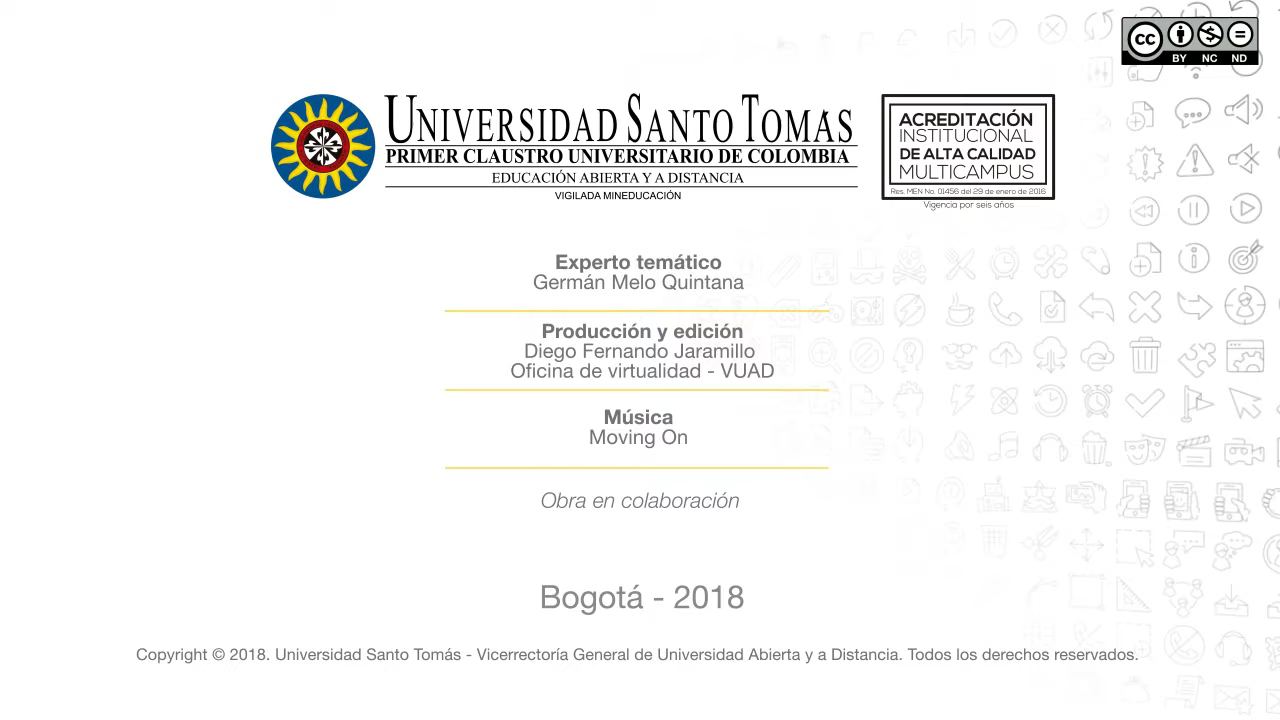 CC BY NC ND
UNIVERSIDAD SANTO TOMÁS
PRIMER CLAUSTRO UNIVERSITARIO DE COLOMBIA
EDUCACIÓN ABIERTA Y A DISTANCIA
VIGILADA MINEDUCACIÓN
ACREDITACIÓN
INSTITUCIONAL
DE ALTA CALIDAD
MULTICAMPUS
Res. MEN No. 01456 del 29 de enero de 2016
Vigencia por seis años
Experto temático
Germán Melo Quintana
Producción y edición
Diego Fernando Jaramillo
Oficina de virtualidad - VUAD
Música
Moving On
Obra en colaboración
Bogotá - 2018
Copyright © 2018. Universidad Santo Tomás - Vicerrectoría General de Universidad Abierta y a Distancia. Todos los derechos reservados.